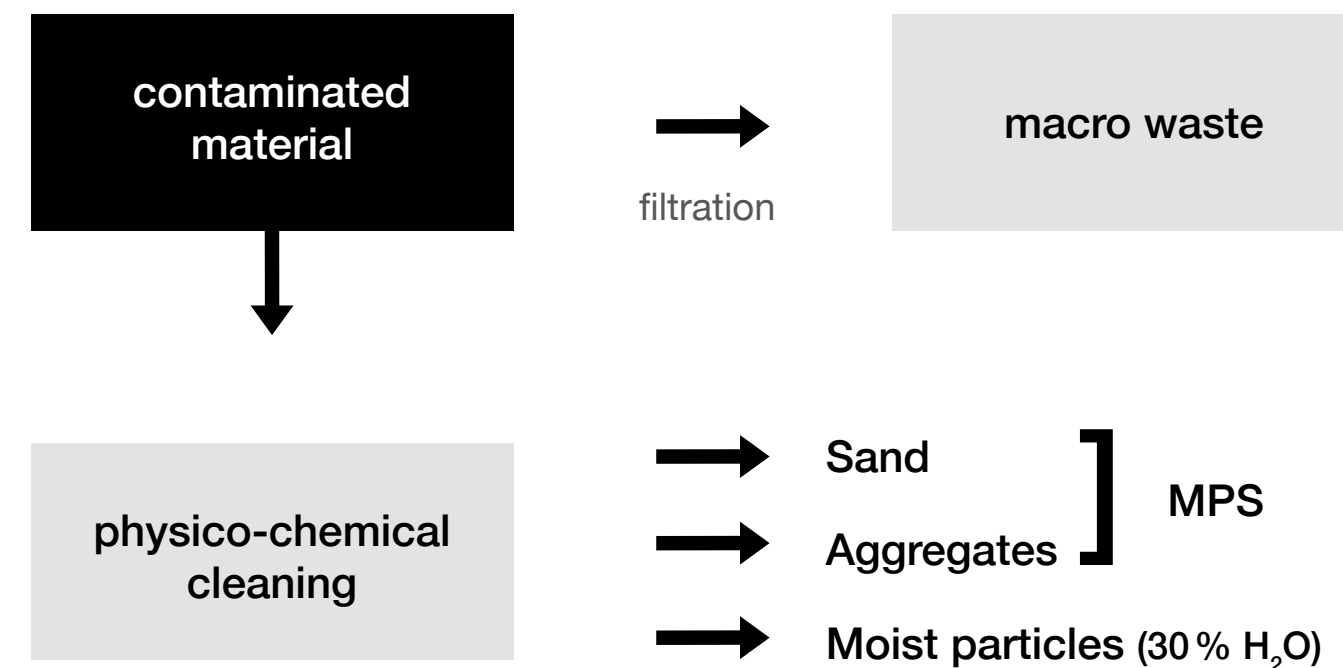 contaminated
material
macro waste
filtration
physico-chemical
cleaning
Sand
Aggregates
MPS
Moist particles (30 % H₂O)